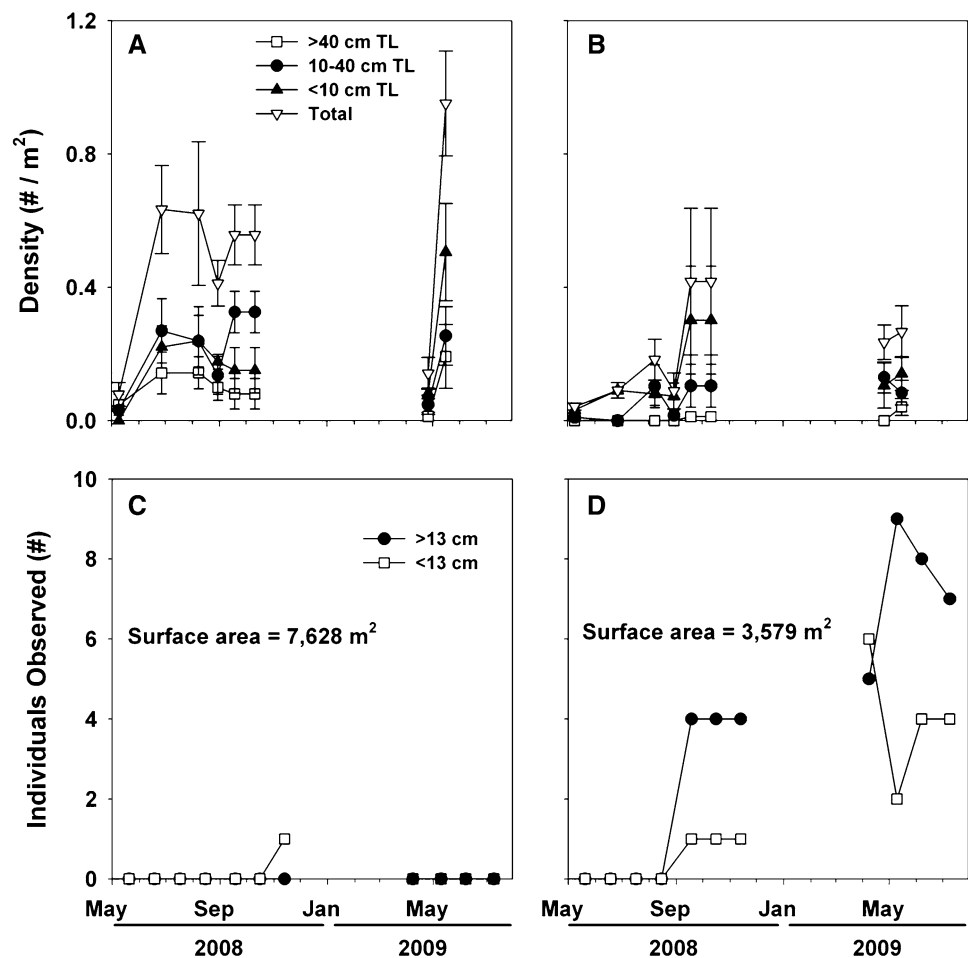 1.2
A
>40 cm TL
10-40 cm TL
<10 cm TL
Total
B
0.8
0.4
0.0
Density (# / m²)
10
C
>13 cm
<13 cm
D
8
6
4
2
0
Surface area = 7,628 m²
Surface area = 3,579 m²
Individuals Observed (#)
May Sep Jan May
2008 2009
May Sep Jan May
2008 2009